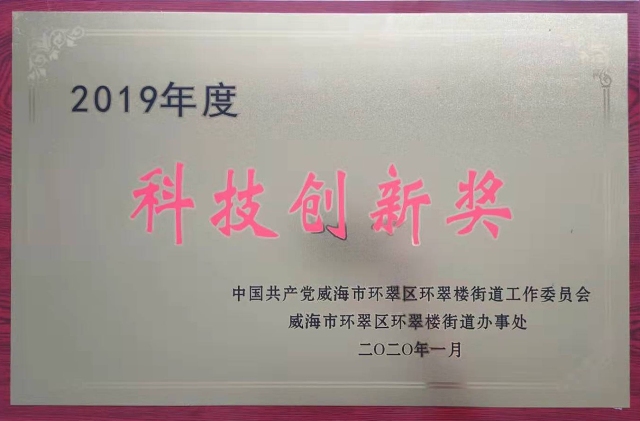 2019年度
科技创新奖
中国共产党威海市环翠区环翠楼街道工作委员会
威海市环翠区环翠楼街道办事处
二〇二〇年一月